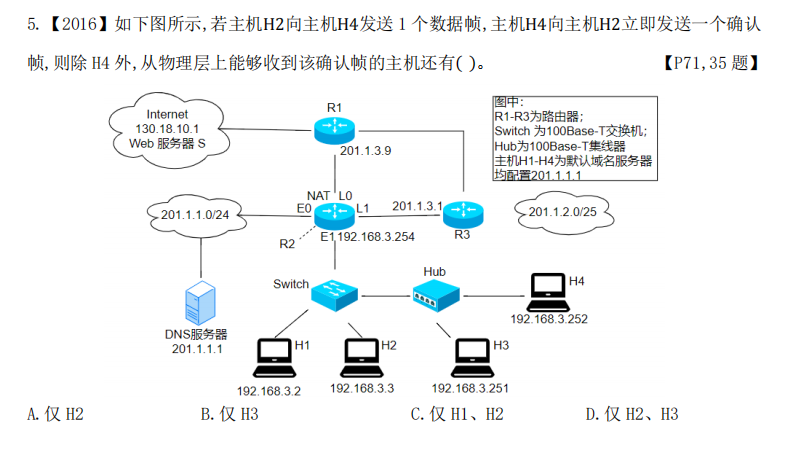 5.【2016】如下图所示,若主机H2向主机H4发送 1 个数据帧,主机H4向主机H2立即发送一个确认
帧,则除 H4 外,从物理层上能够收到该确认帧的主机还有( )。 【P71,35 题】
Internet
130.18.10.1
Web 服务器 S
R1
201.1.3.9
图中:
R1-R3为路由器;
Switch 为100Base-T交换机;
Hub为100Base-T集线器
主机H1-H4为默认域名服务器
均配置201.1.1.1
201.1.1.0/24
NAT L0
E0
L1
201.1.3.1
R3
201.1.2.0/25
R2
E1,192.168.3.254
Switch
Hub
H4
192.168.3.252
DNS服务器
201.1.1.1
H1
192.168.3.2
H2
192.168.3.3
H3
192.168.3.251
A.仅 H2 B.仅 H3 C.仅 H1、H2 D.仅 H2、H3